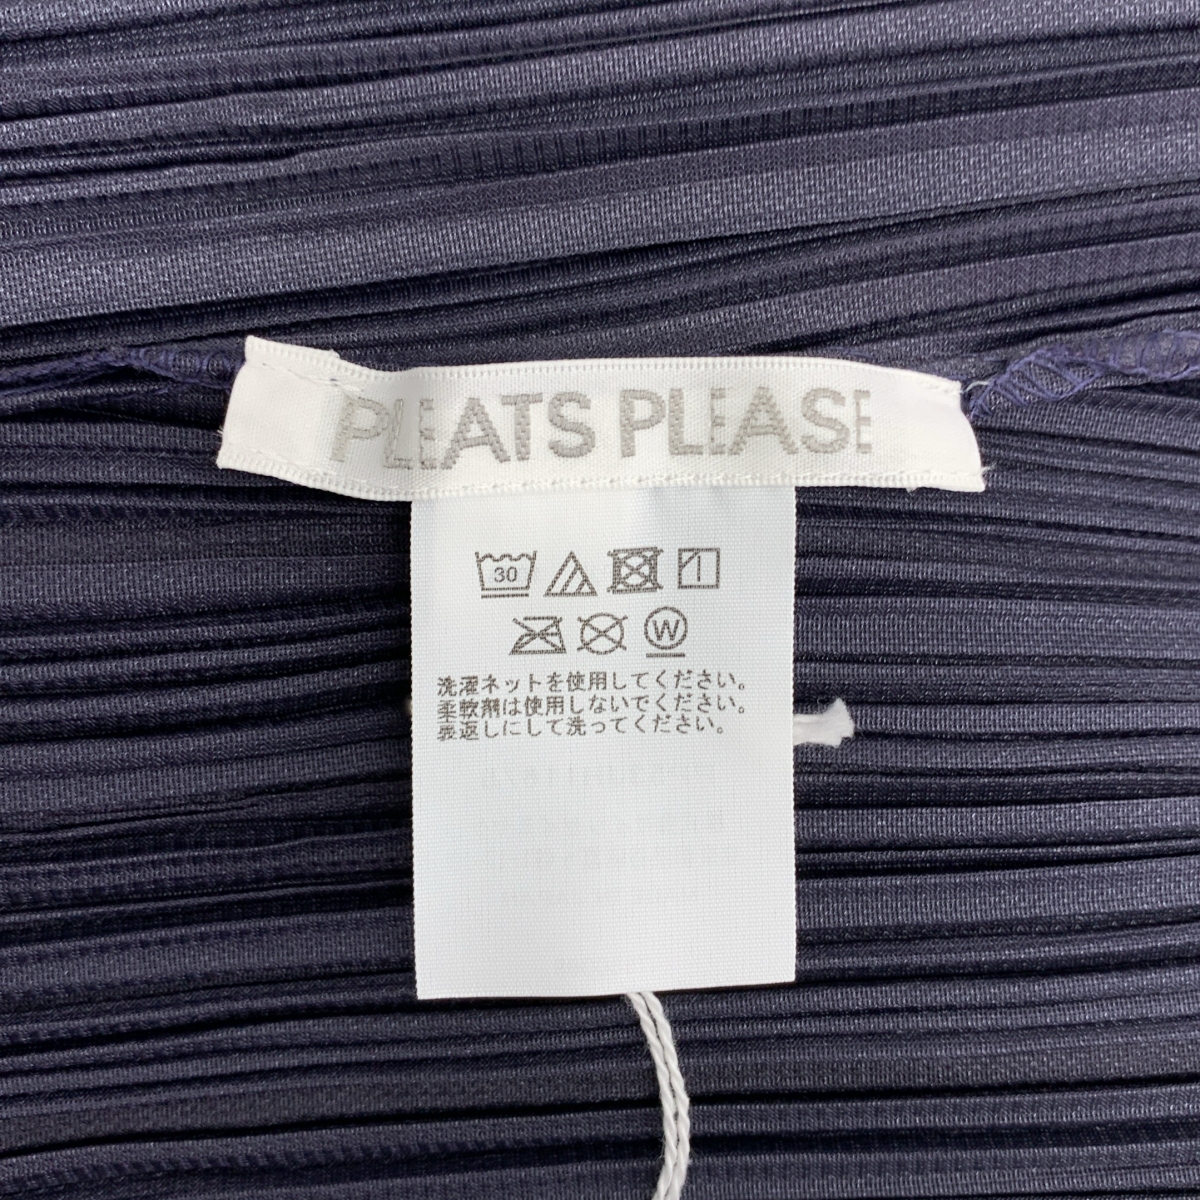 PLEATS PLEASE
30
W
洗濯ネットを使用してください。
柔軟剤は使用しないでください。
表返しにして洗ってください。